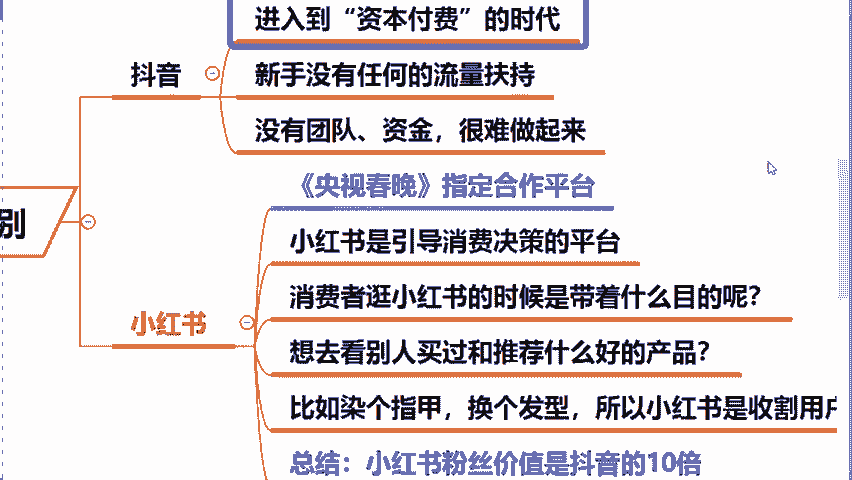 进入到“资本付费”的时代
抖音
新手没有任何的流量扶持
没有团队、资金，很难做起来
《央视春晚》指定合作平台
别
小红书是引导消费决策的平台
消费者逛小红书的时候是带着什么目的呢？
小红书
想去看别人买过和推荐什么好的产品？
比如染个指甲，换个发型，所以小红书是收割用
总结：小红书粉丝价值是抖音的10倍